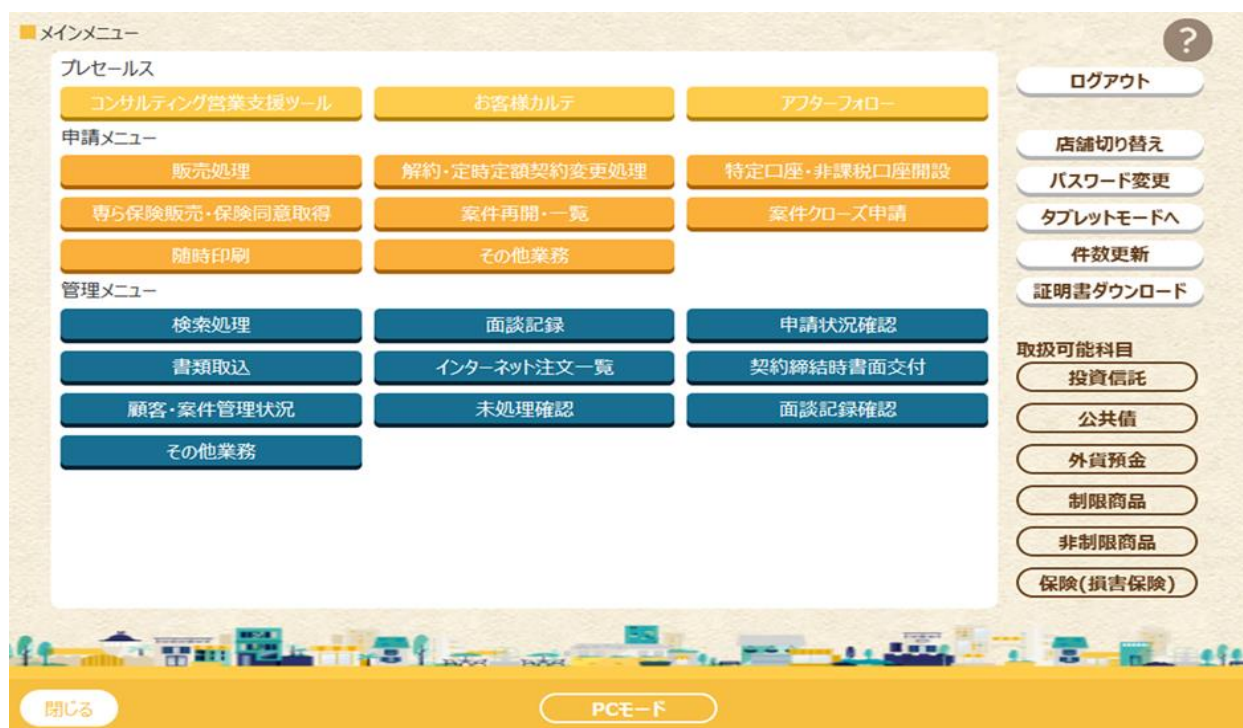 メインメニュー
?
プレセールス
コンサルティング営業支援ツール お客様カルテ アフターフォロー
申請メニュー
販売処理 解約・定時定額契約変更処理 特定口座・非課税口座開設
専ら保険販売・保険同意取得 案件再開・一覧 案件クローズ申請
随時印刷 その他業務
管理メニュー
検索処理 面談記録 申請状況確認
書類取込 インターネット注文一覧 契約締結時書面交付
顧客・案件管理状況 未処理確認 面談記録確認
その他業務
ログアウト
店舗切り替え
パスワード変更
タブレットモードへ
件数更新
証明書ダウンロード
取扱可能科目
投資信託
公共債
外貨預金
制限商品
非制限商品
保険(損害保険)
閉じる
PCモード